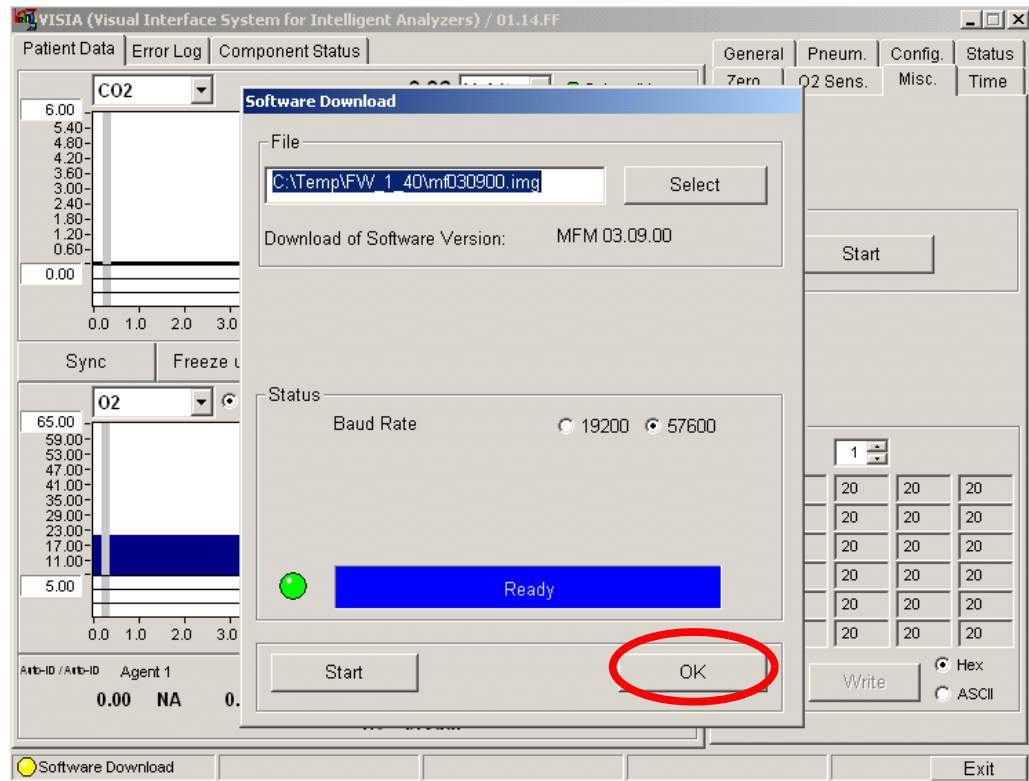 VISIA (Visual Interface System for Intelligent Analyzers) / 01.14.FF
Patient Data Error Log Component Status
General Pneum. Config. Status
Zero O2 Sens. Misc. Time
CO2
6.00
5.40
4.80
4.20
3.60
3.00
2.40
1.80
1.20
0.60
0.00
0.0 1.0 2.0 3.0
Sync Freeze
O2
65.00
59.00
53.00
47.00
41.00
35.00
29.00
23.00
17.00
11.00
5.00
0.0 1.0 2.0 3.0
Auto-ID / Auto-ID Agent 1
0.00 NA 0.
Software Download
File
C:\Temp\FW_1_40\mf030900.img Select
Download of Software Version: MFM 03.09.00
Status
Baud Rate 19200 57600
Ready
Start OK
Start
1
20 20 20
20 20 20
20 20 20
20 20 20
20 20 20
20 20 20
Write Hex
ASCII
Software Download Exit